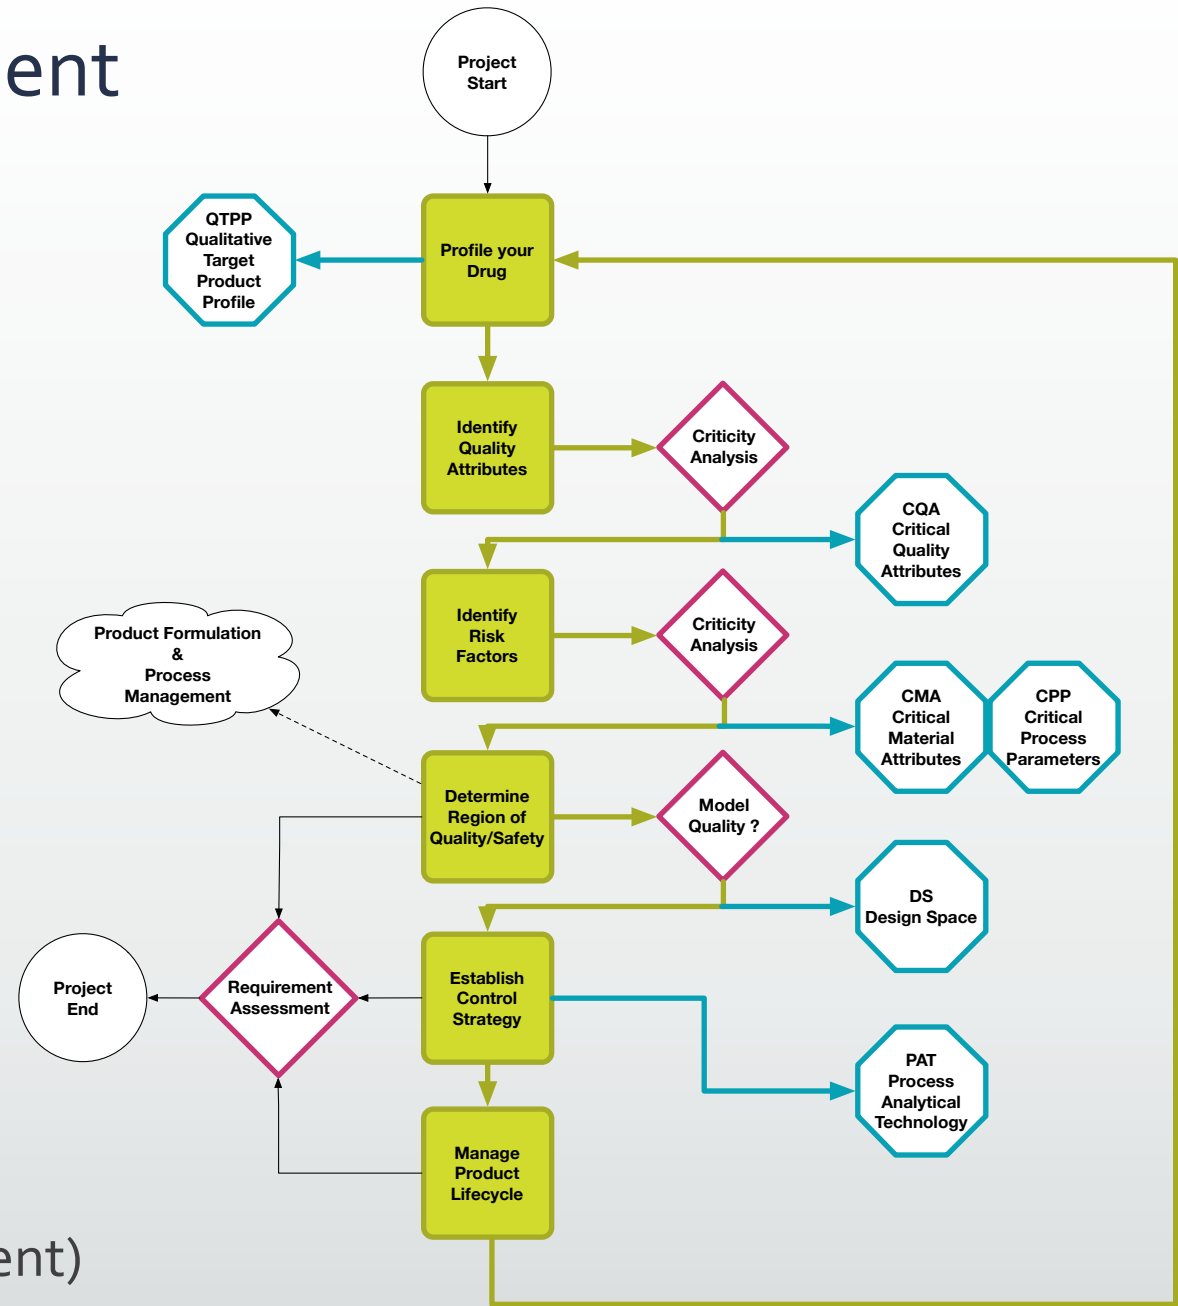 ent
Project
Start
QTPP
Qualitative
Target
Product
Profile
Profile your
Drug
Identify
Quality
Attributes
Criticity
Analysis
CQA
Critical
Quality
Attributes
Identify
Risk
Factors
Criticity
Analysis
Product Formulation
&
Process
Management
CMA
Critical
Material
Attributes
CPP
Critical
Process
Parameters
Determine
Region of
Quality/Safety
Model
Quality ?
DS
Design Space
Project
End
Requirement
Assessment
Establish
Control
Strategy
PAT
Process
Analytical
Technology
Manage
Product
Lifecycle
ent)